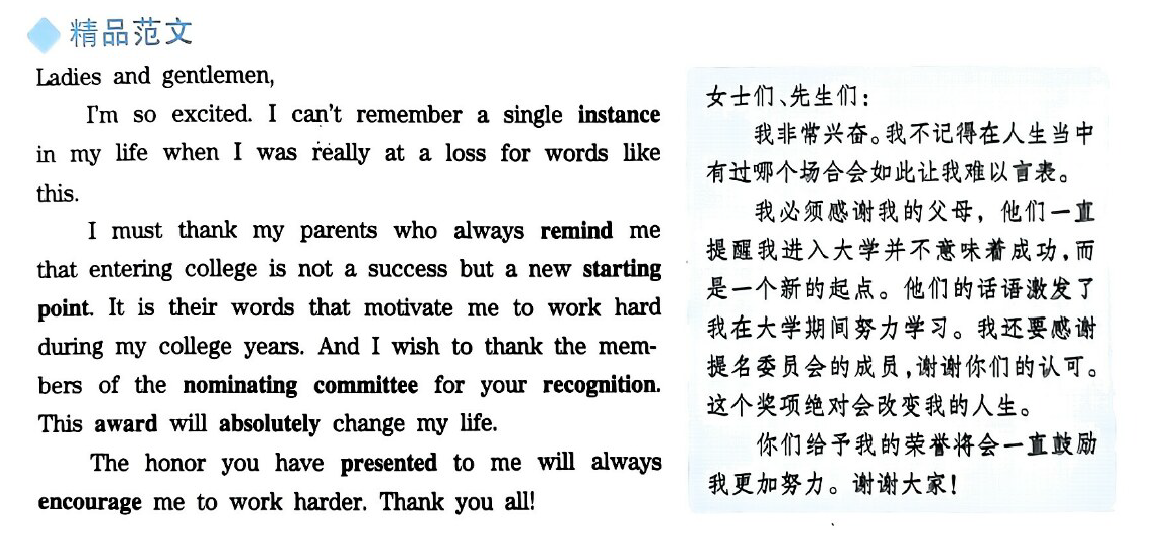 精品范文
Ladies and gentlemen,
I'm so excited. I can't remember a single instance
in my life when I was really at a loss for words like
this.
I must thank my parents who always remind me
that entering college is not a success but a new starting
point. It is their words that motivate me to work hard
during my college years. And I wish to thank the mem-
bers of the nominating committee for your recognition.
This award will absolutely change my life.
The honor you have presented to me will always
encourage me to work harder. Thank you all!
女士们、先生们:
我非常兴奋。我不记得在人生当中
有过哪个场合会如此让我难以言表。
我必须感谢我的父母，他们一直
提醒我进入大学并不意味着成功,而
是一个新的起点。他们的话语激发了
我在大学期间努力学习。我还要感谢
提名委员会的成员,谢谢你们的认可。
这个奖项绝对会改变我的人生。
你们给予我的荣誉将会一直鼓励
我更加努力。谢谢大家!